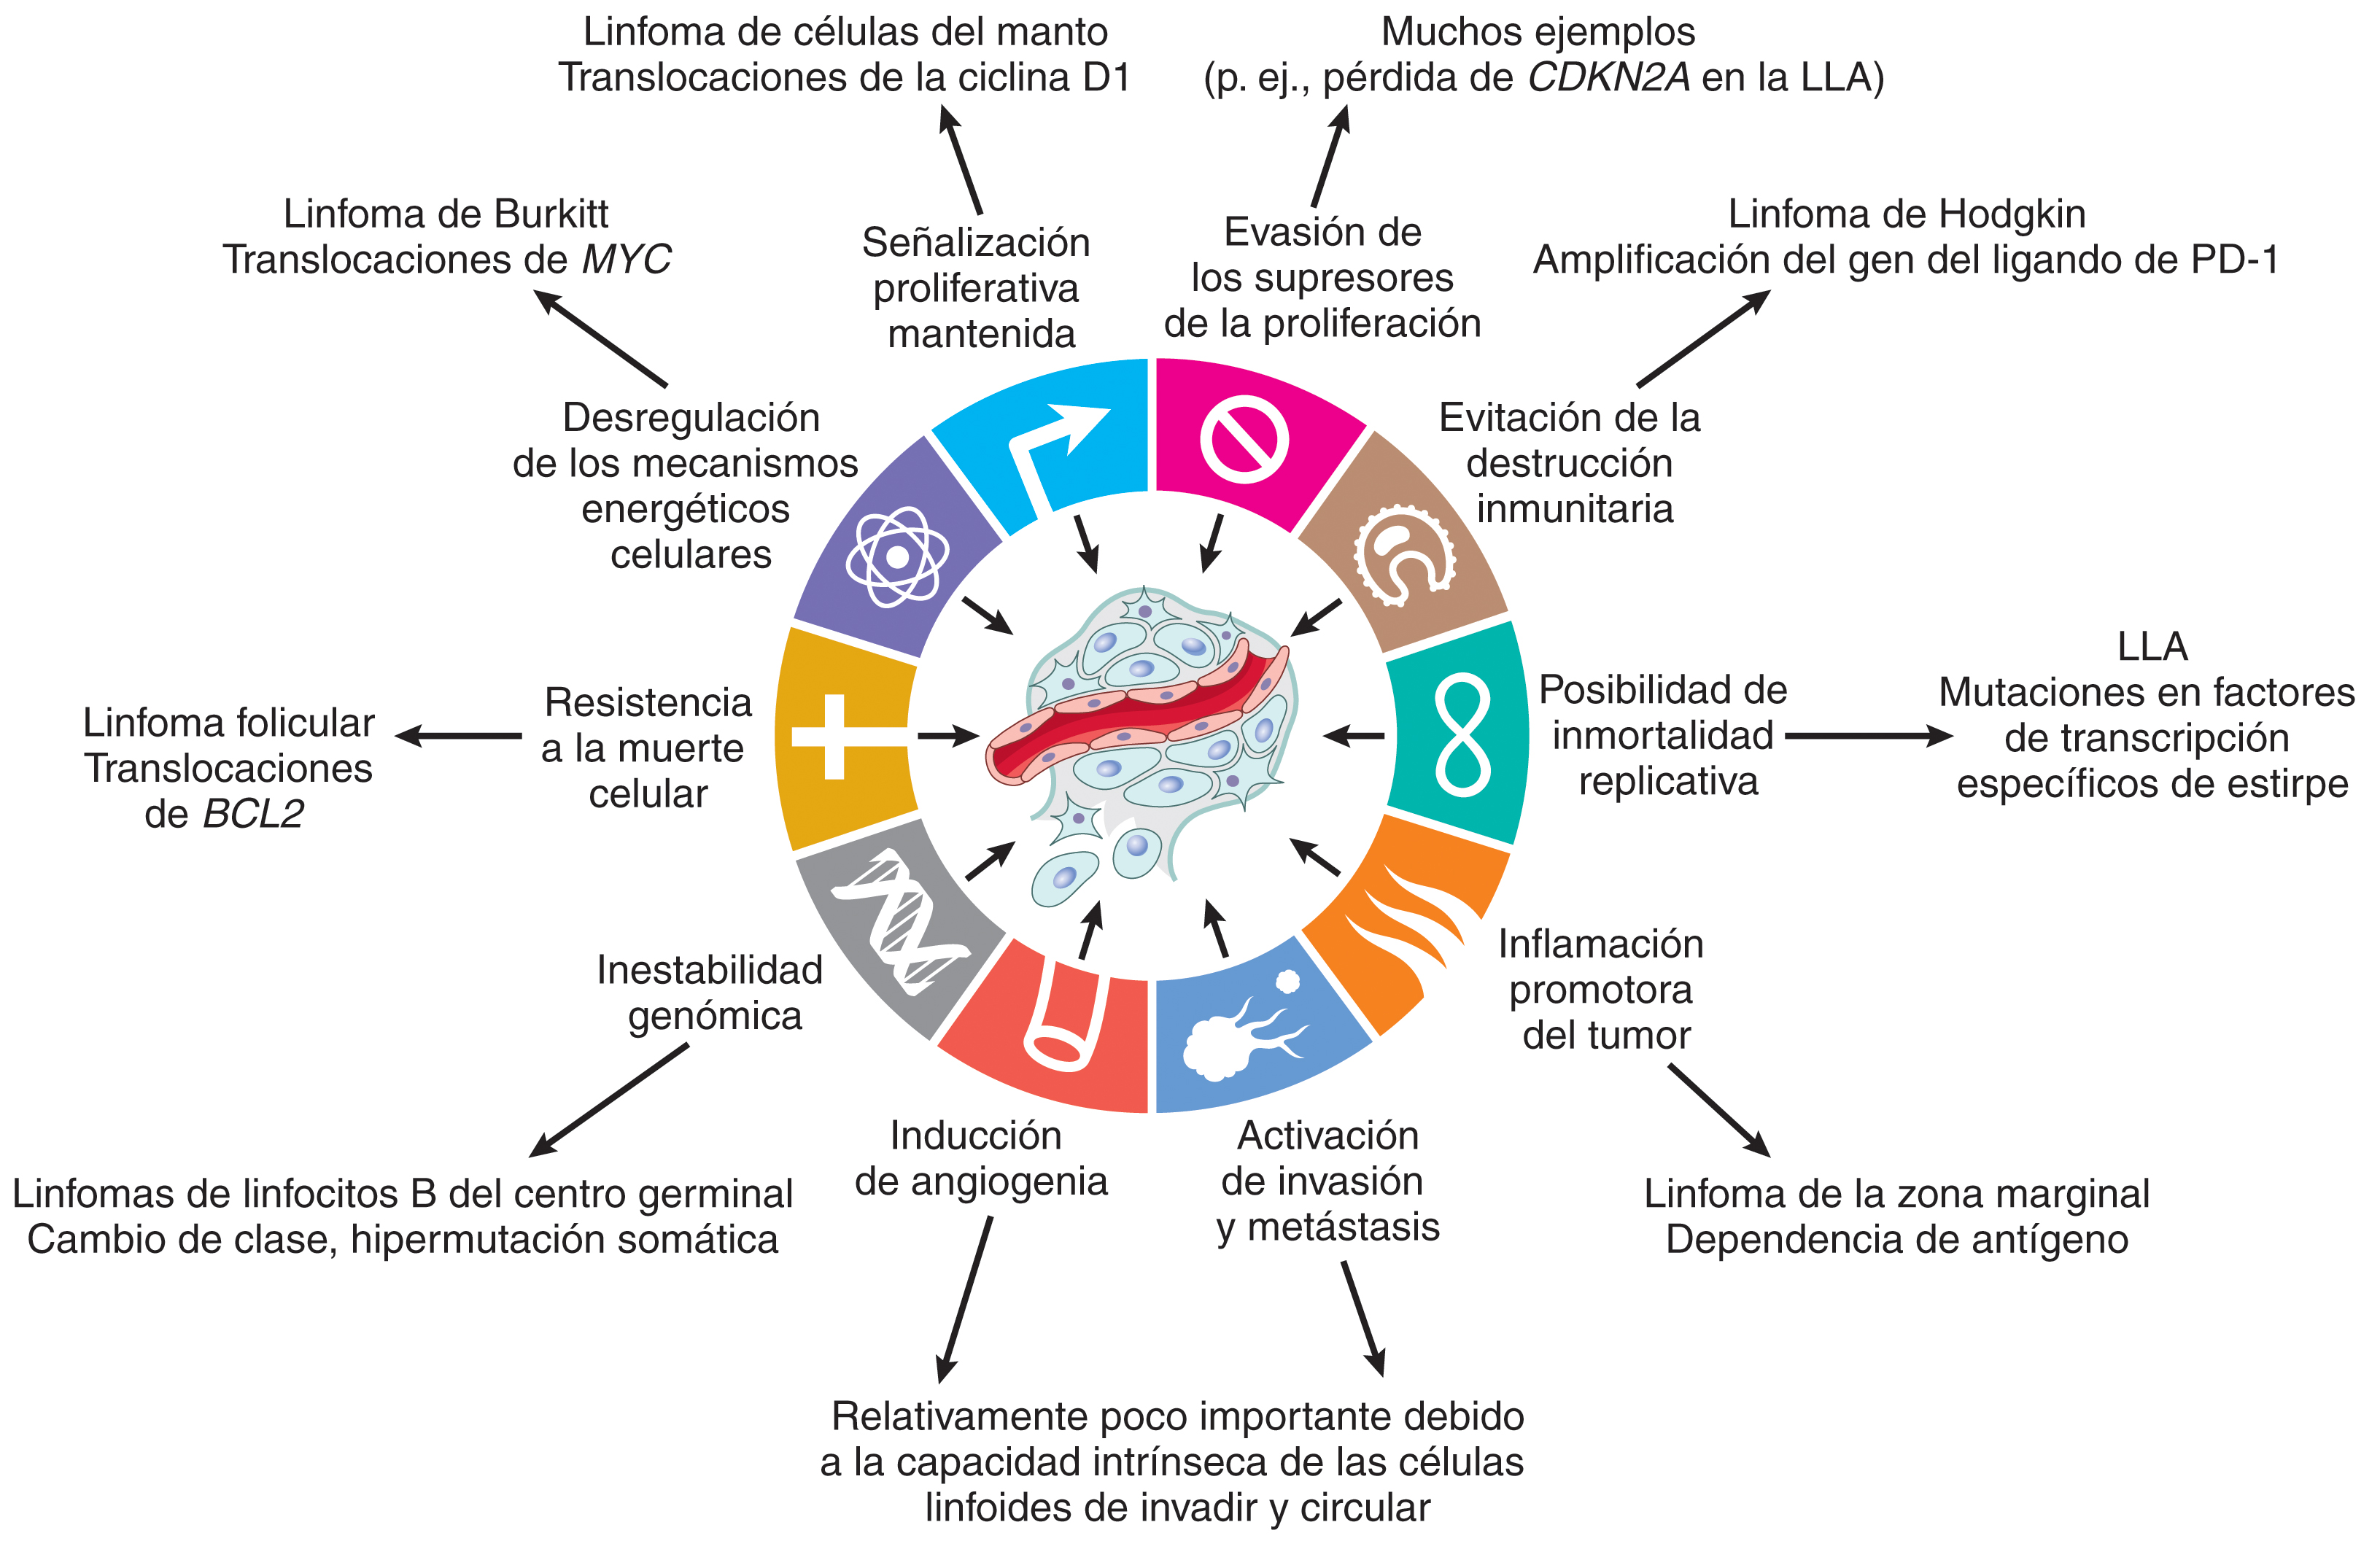 Linfoma de células del manto
Translocaciones de la ciclina D1
Muchos ejemplos
(p. ej., pérdida de CDKN2A en la LLA)
Linfoma de Burkitt
Translocaciones de MYC
Señalización
proliferativa
mantenida
Evasión de
los supresores
de la proliferación
Linfoma de Hodgkin
Amplificación del gen del ligando de PD-1
Desregulación
de los mecanismos
energéticos
celulares
Evitación de la
destrucción
inmunitaria
Linfoma folicular
Translocaciones
de BCL2
Resistencia
a la muerte
celular
Posibilidad de
inmortalidad
replicativa
LLA
Mutaciones en factores
de transcripción
específicos de estirpe
Inestabilidad
genómica
Inflamación
promotora
del tumor
Linfomas de linfocitos B del centro germinal
Cambio de clase, hipermutación somática
Inducción
de angiogenia
Activación
de invasión
y metástasis
Linfoma de la zona marginal
Dependencia de antígeno
Relativamente poco importante debido
a la capacidad intrínseca de las células
linfoides de invadir y circular